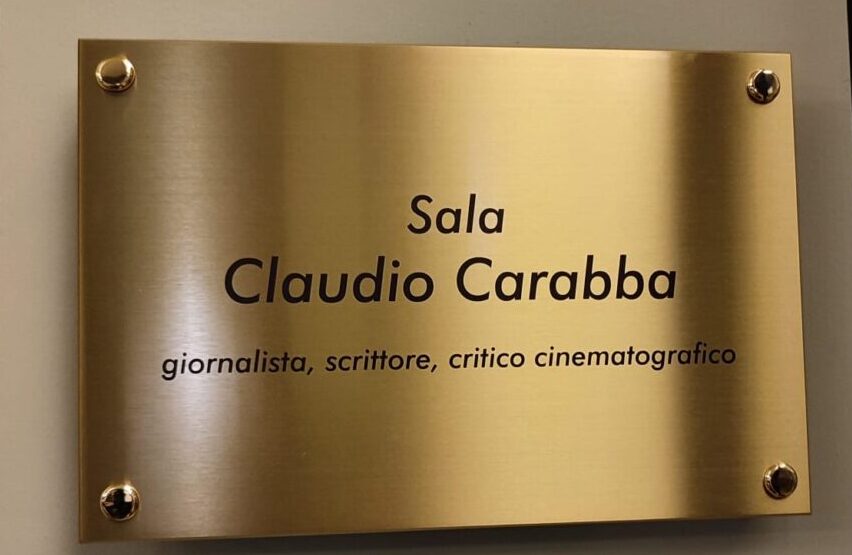 Sala
Claudio Carabba
giornalista, scrittore, critico cinematografico